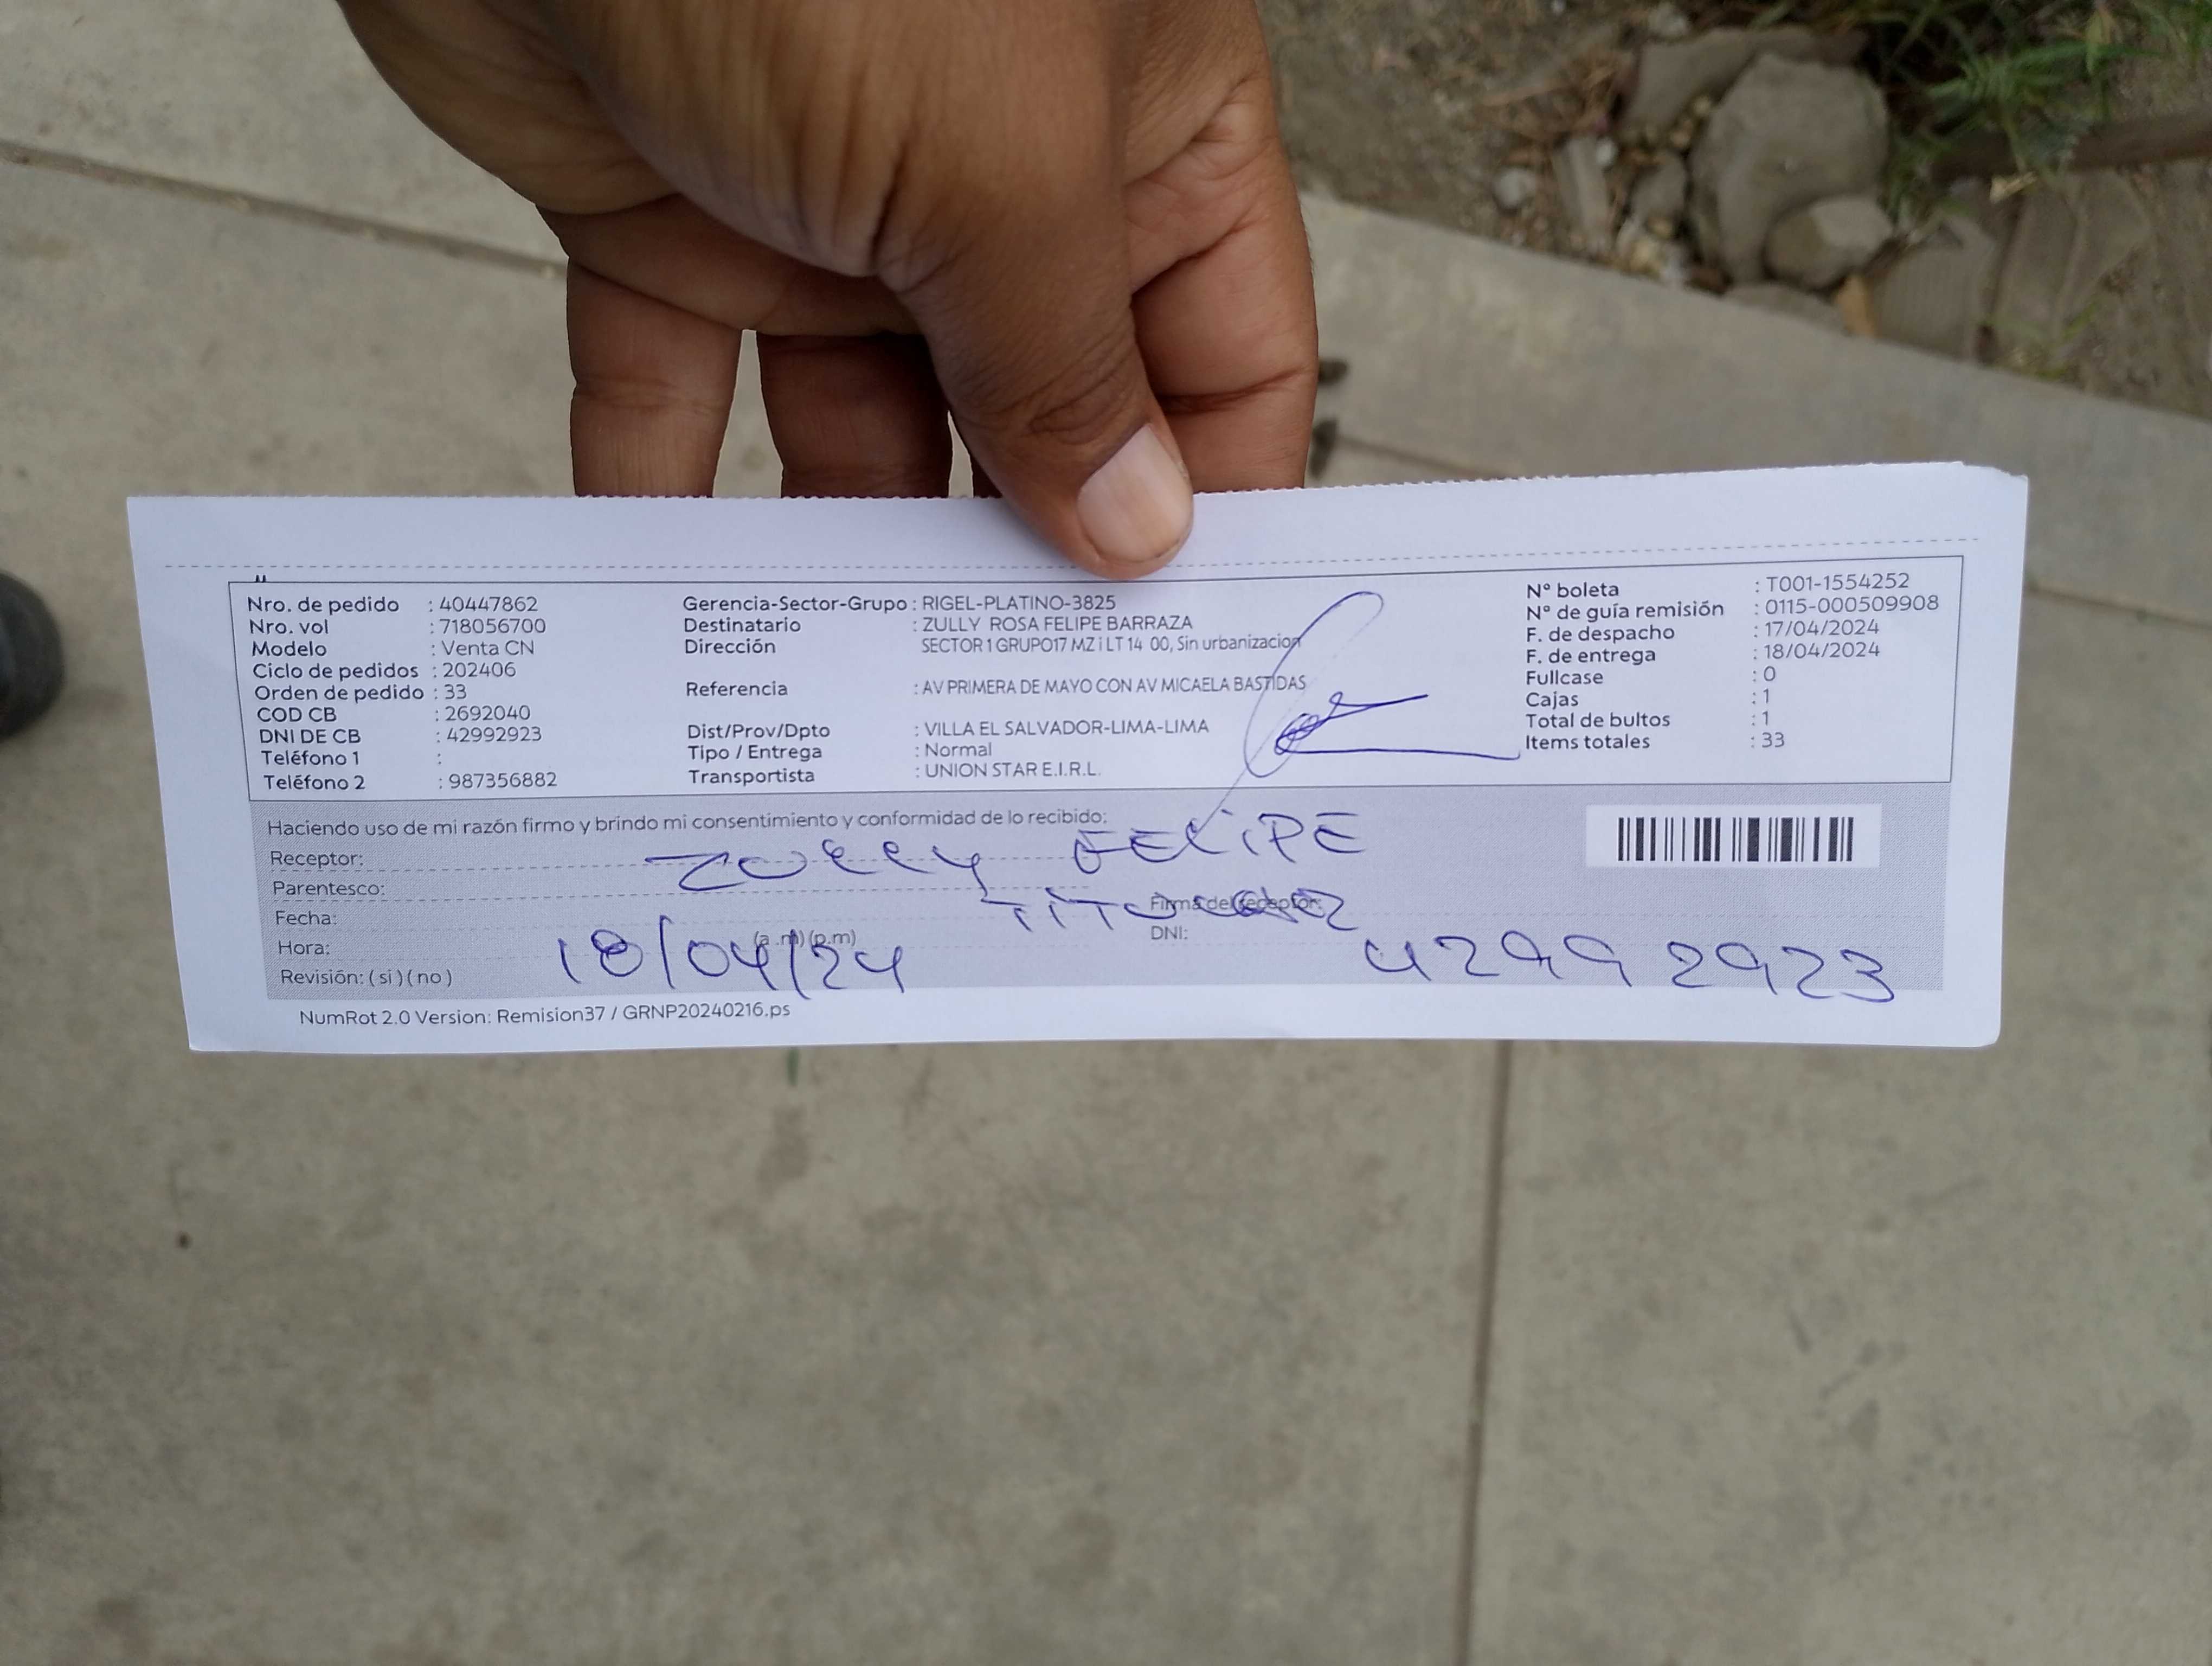 Nro. de pedido : 40447862
Nro. vol : 718056700
Modelo : Venta CN
Ciclo de pedidos : 202406
Orden de pedido : 33
COD CB : 2692040
DNI DE CB : 42992923
Teléfono 1 :
Teléfono 2 : 987356882
Gerencia-Sector-Grupo : RIGEL-PLATINO-3825
Destinatario : ZULLY ROSA FELIPE BARRAZA
Dirección SECTOR 1 GRUPO17 MZ i LT 14 00, Sin urbanizacion
Referencia : AV PRIMERA DE MAYO CON AV MICAELA BASTIDAS
Dist/Prov/Dpto : VILLA EL SALVADOR-LIMA-LIMA
Tipo / Entrega : Normal
Transportista : UNION STAR E.I.R.L.
N° boleta : T001-1554252
N° de guía remisión : 0115-000509908
F. de despacho : 17/04/2024
F. de entrega : 18/04/2024
Fullcase : 0
Cajas : 1
Total de bultos : 1
Items totales : 33
Haciendo uso de mi razón firmo y brindo mi consentimiento y conformidad de lo recibido:
Receptor: ZULLY FELIPE
Parentesco: TITULAR
Fecha: 18/04/24
Hora: (a .m) (p.m)
Revisión: ( si ) ( no )
Firma del receptor:
DNI: 42992923
NumRot 2.0 Version: Remision37 / GRNP20240216.ps